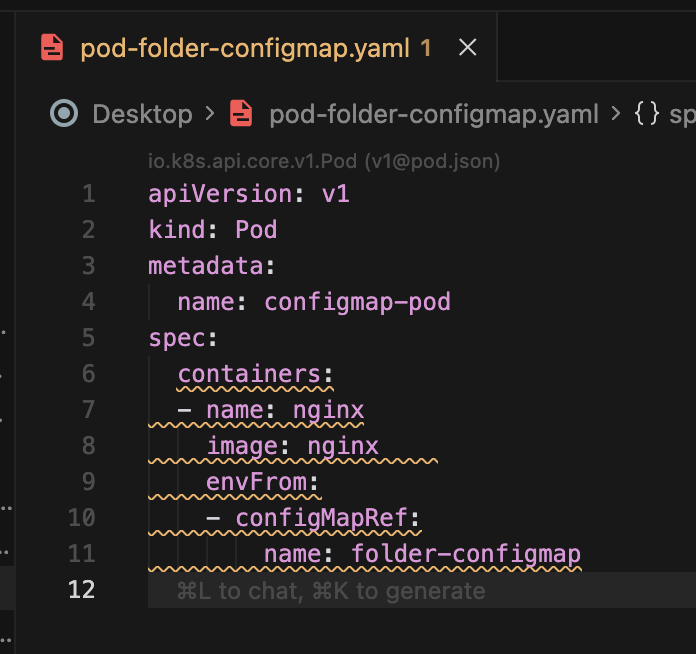 pod-folder-configmap.yaml 1
Desktop > pod-folder-configmap.yaml > {} sp
io.k8s.api.core.v1.Pod (v1@pod.json)
1 apiVersion: v1
2 kind: Pod
3 metadata:
4   name: configmap-pod
5 spec:
6   containers:
7   - name: nginx
8     image: nginx
9     envFrom:
10     - configMapRef:
11         name: folder-configmap
12 ⌘L to chat, ⌘K to generate